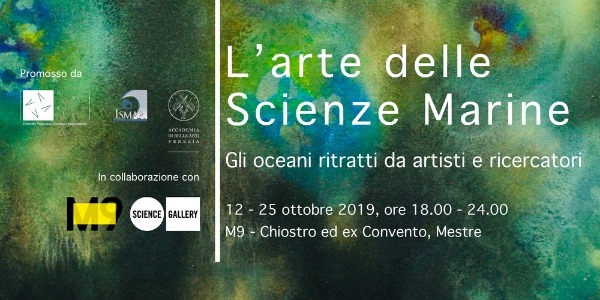 Promosso da
ISMAR
ACCADEMIA
DI BELLE ARTI
VENEZIA
In collaborazione con
M9
SCIENCE
GALLERY
L'arte delle
Scienze Marine
Gli oceani ritratti da artisti e ricercatori
12 - 25 ottobre 2019, ore 18.00 - 24.00
M9 - Chiostro ed ex Convento, Mestre